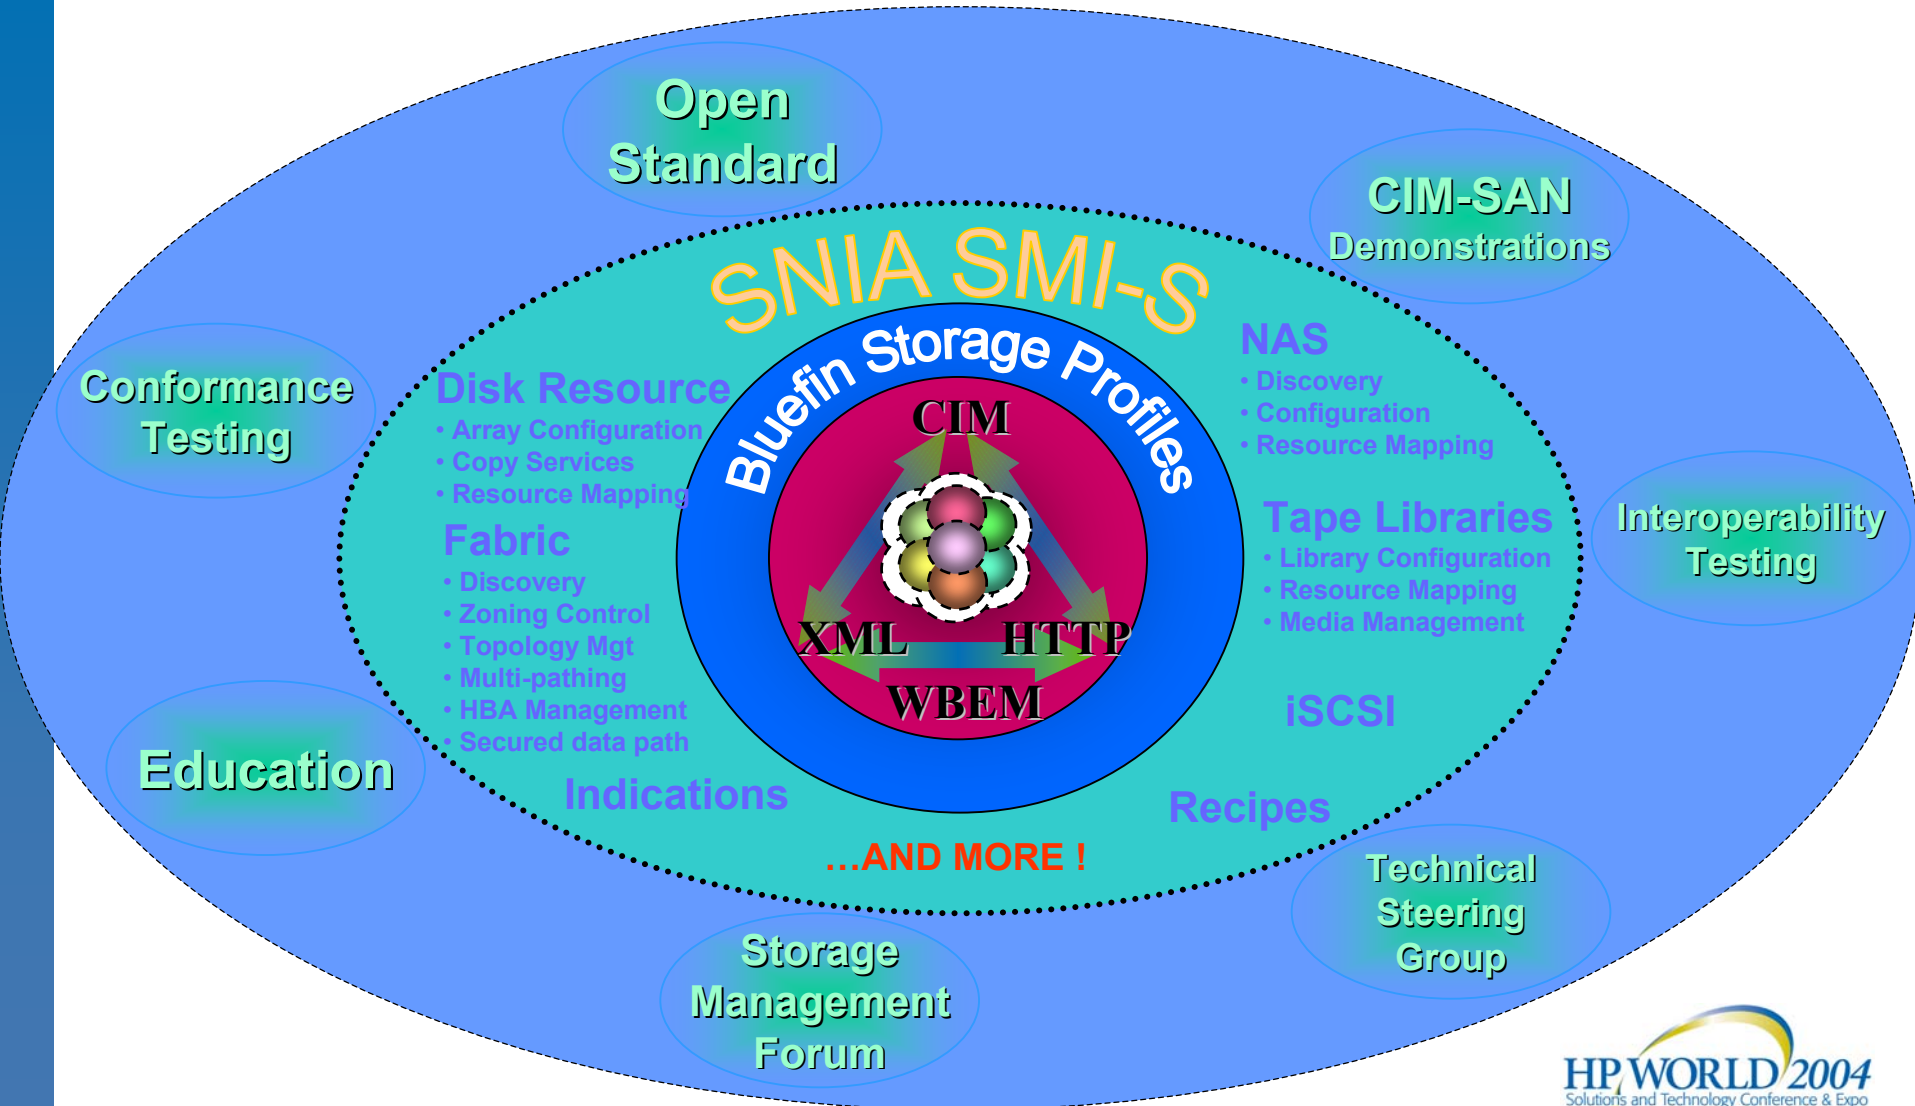 Open
Standard
CIM-SAN
Demonstrations
SNIA SMI-S
Bluefin Storage Profiles
Conformance
Testing
Disk Resource
• Array Configuration
• Copy Services
• Resource Mapping
Fabric
• Discovery
• Zoning Control
• Topology Mgt
• Multi-pathing
• HBA Management
• Secured data path
Indications
CIM
XML
HTTP
WBEM
NAS
• Discovery
• Configuration
• Resource Mapping
Tape Libraries
• Library Configuration
• Resource Mapping
• Media Management
iSCSI
Recipes
…AND MORE !
Interoperability
Testing
Education
Storage
Management
Forum
Technical
Steering
Group
HP WORLD 2004
Solutions and Technology Conference & Expo